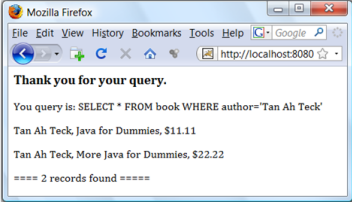 Mozilla Firefox
File Edit View History Bookmarks Tools Help Google
http://localhost:8080
Thank you for your query.
You query is: SELECT * FROM book WHERE author='Tan Ah Teck'
Tan Ah Teck, Java for Dummies, $11.11
Tan Ah Teck, More Java for Dummies, $22.22
==== 2 records found =====